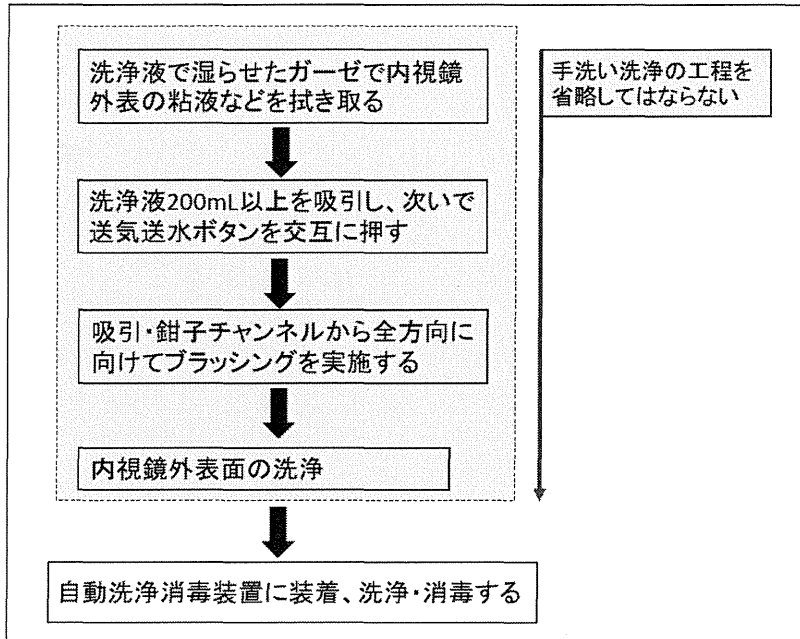 洗浄液で湿らせたガーゼで内視鏡
外表の粘液などを拭き取る
手洗い洗浄の工程を
省略してはならない
洗浄液200mL以上を吸引し、次いで
送気送水ボタンを交互に押す
吸引・鉗子チャンネルから全方向に
向けてブラッシングを実施する
内視鏡外表面の洗浄
自動洗浄消毒装置に装着、洗浄・消毒する